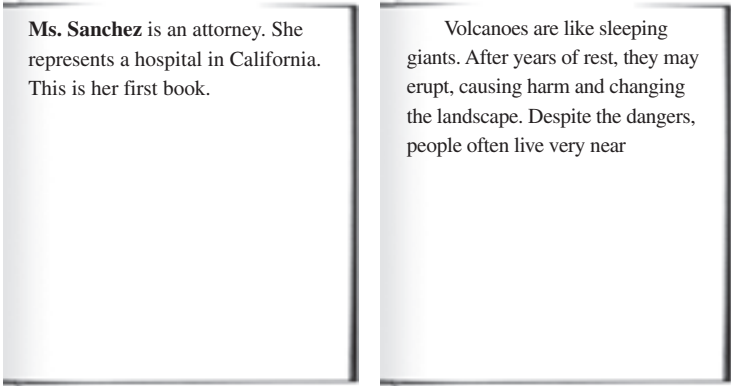 Ms. Sanchez is an attorney. She
represents a hospital in California.
This is her first book.
Volcanoes are like sleeping
giants. After years of rest, they may
erupt, causing harm and changing
the landscape. Despite the dangers,
people often live very near